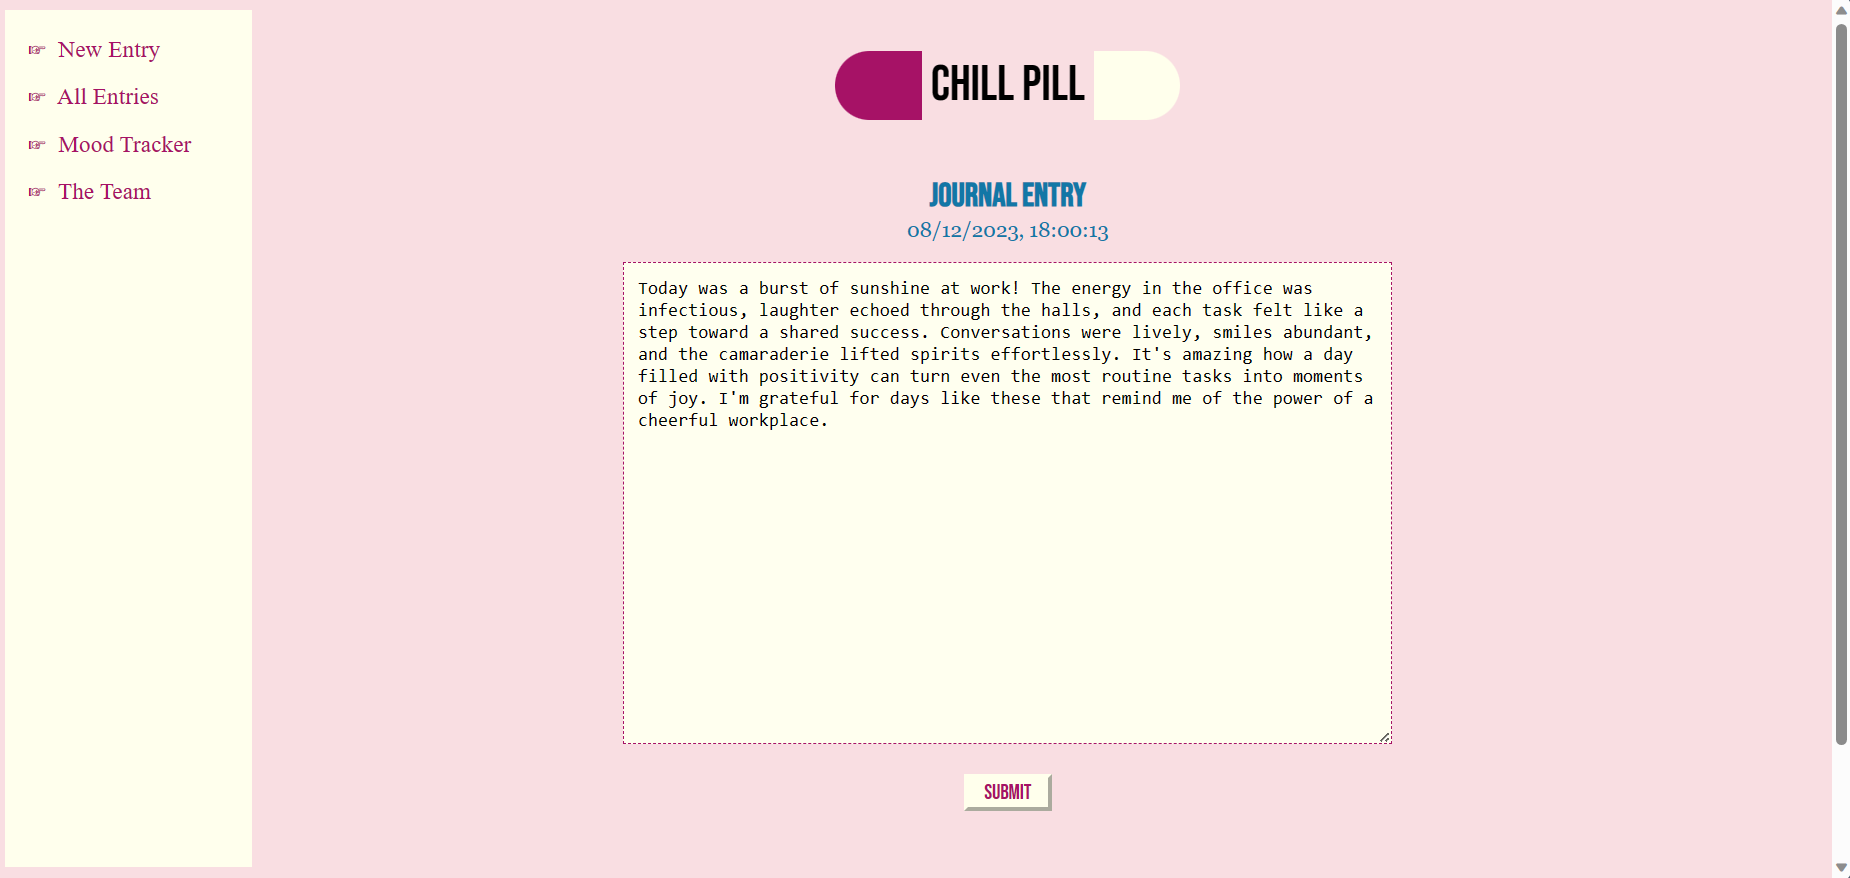 ☞ New Entry
☞ All Entries
☞ Mood Tracker
☞ The Team
CHILL PILL
JOURNAL ENTRY
08/12/2023, 18:00:13
Today was a burst of sunshine at work! The energy in the office was
infectious, laughter echoed through the halls, and each task felt like a
step toward a shared success. Conversations were lively, smiles abundant,
and the camaraderie lifted spirits effortlessly. It's amazing how a day
filled with positivity can turn even the most routine tasks into moments
of joy. I'm grateful for days like these that remind me of the power of a
cheerful workplace.
SUBMIT